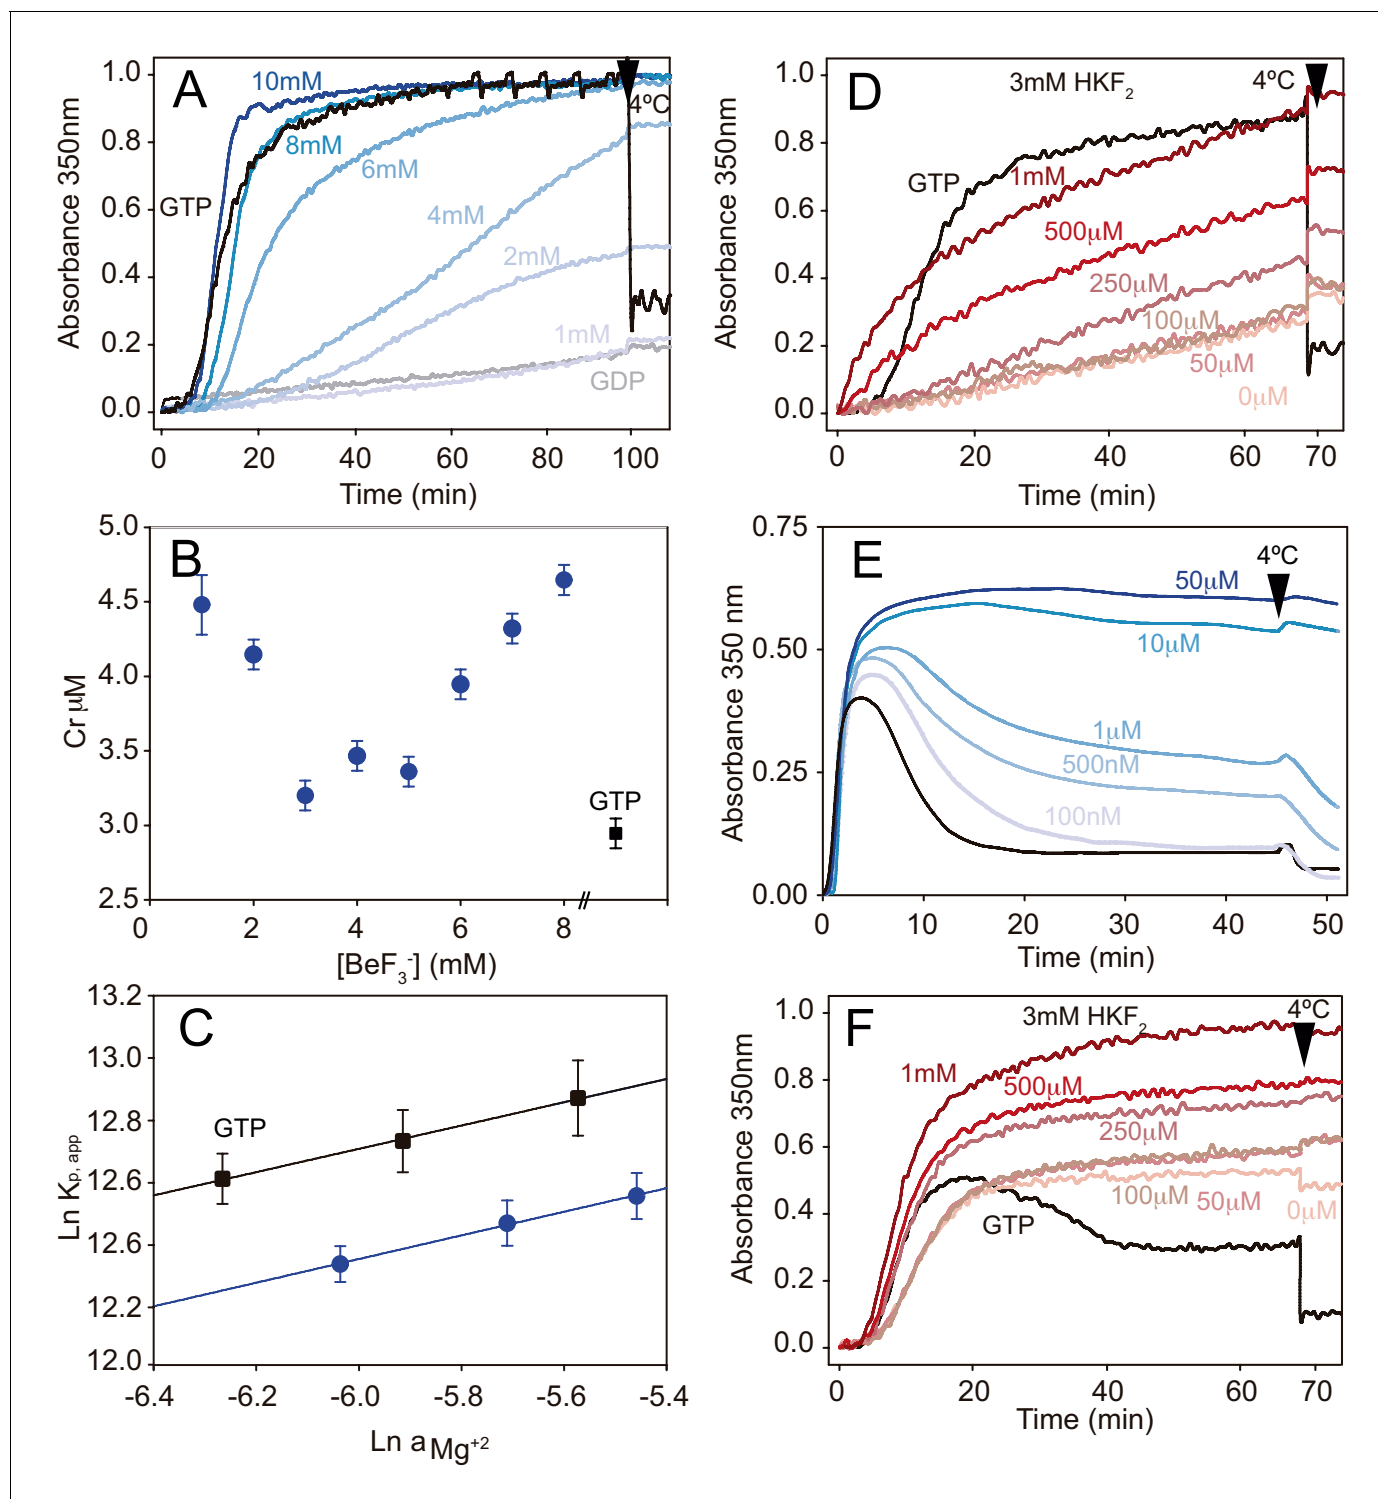 A
1.0
0.8
0.6
0.4
0.2
0.0
Absorbance 350nm
10mM
8mM
6mM
4mM
2mM
1mM
GTP
GDP
4ºC
0
20
40
60
80
100
Time (min)
B
5.0
4.5
4.0
3.5
3.0
2.5
Cr µM
GTP
0
2
4
6
8
[BeF3-] (mM)
C
13.2
13.0
12.8
12.6
12.6
12.2
12.0
Ln Kp, app
GTP
-6.4
-6.2
-6.0
-5.8
-5.6
-5.4
Ln a Mg+2
D
3mM HKF2
4ºC
1.0
0.8
0.6
0.4
0.2
0.0
Absorbance 350nm
GTP
1mM
500µM
250µM
100µM
50µM
0µM
0
20
40
60
70
Time (min)
E
4ºC
0.75
0.50
0.25
0.00
Absorbance 350 nm
50µM
10µM
1µM
500nM
100nM
0
10
20
30
40
50
Time (min)
F
3mM HKF2
4ºC
1.0
0.8
0.6
0.4
0.2
0.0
Absorbance 350nm
1mM
500µM
250µM
100µM
50µM
0µM
GTP
0
20
40
60
70
Time (min)